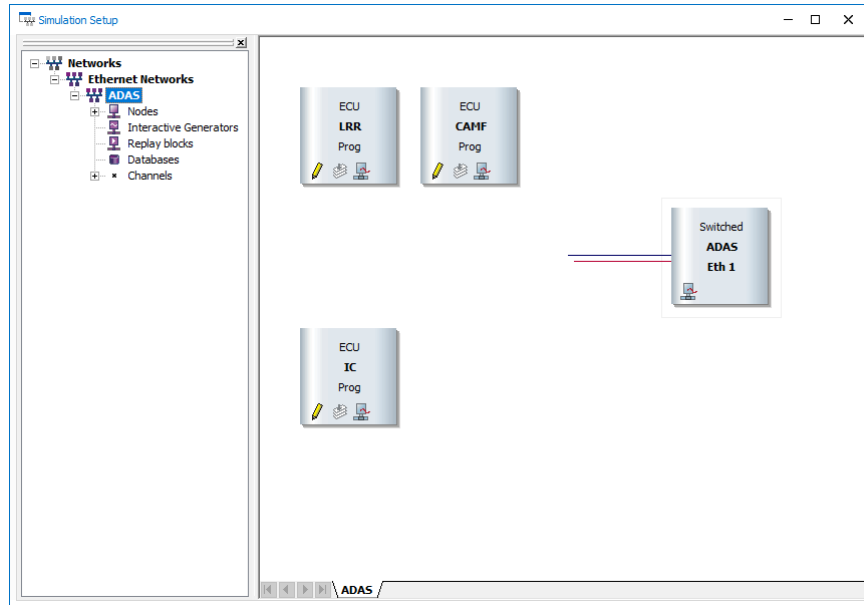 Simulation Setup
Networks
Ethernet Networks
ADAS
Nodes
Interactive Generators
Replay blocks
Databases
Channels
ECU
LRR
Prog
ECU
CAMF
Prog
Switched
ADAS
Eth 1
ECU
IC
Prog
ADAS